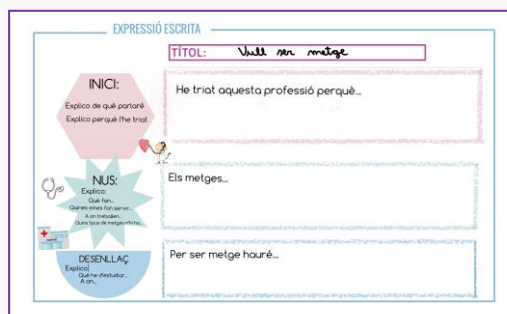 EXPRESSIÓ ESCRITA
TÍTOL: Vull ser metge
INICI:
Explico de què parlaré
Explico perquè l'he triat
He triat aquesta professió perquè...
NUS:
Explico:
Què fan...
Quines eines fan servir...
A on treballen...
Quins tipus de metges n'hi ha...
Els metges...
DESENLLAÇ
Explico
Què he d'estudiar...
A on...
Per ser metge hauré...